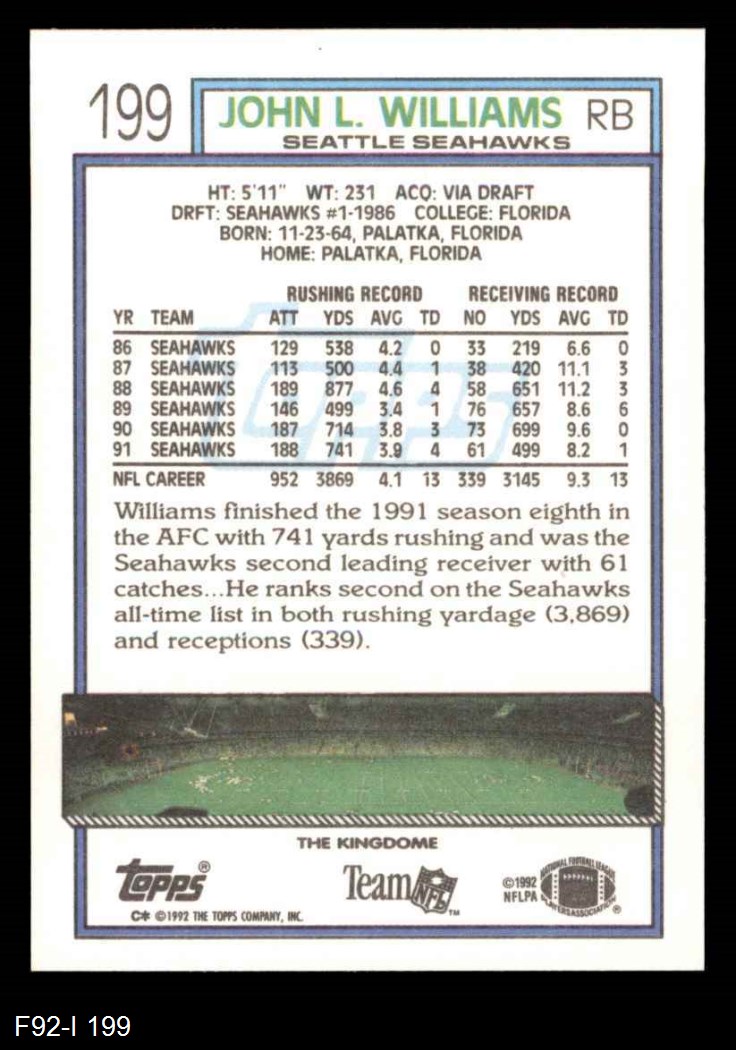 199 JOHN L. WILLIAMS RB
SEATTLE SEAHAWKS
HT: 5'11" WT: 231 ACQ: VIA DRAFT
DRFT: SEAHAWKS #1-1986 COLLEGE: FLORIDA
BORN: 11-23-64, PALATKA, FLORIDA
HOME: PALATKA, FLORIDA
RUSHING RECORD RECEIVING RECORD
YR TEAM ATT YDS AVG TD NO YDS AVG TD
86 SEAHAWKS 129 538 4.2 0 33 219 6.6 0
87 SEAHAWKS 113 500 4.4 1 38 420 11.1 3
88 SEAHAWKS 189 877 4.6 4 58 651 11.2 3
89 SEAHAWKS 146 499 3.4 1 76 657 8.6 6
90 SEAHAWKS 187 714 3.8 3 73 699 9.6 0
91 SEAHAWKS 188 741 3.9 4 61 499 8.2 1
NFL CAREER 952 3869 4.1 13 339 3145 9.3 13
topps
Williams finished the 1991 season eighth in
the AFC with 741 yards rushing and was the
Seahawks second leading receiver with 61
catches...He ranks second on the Seahawks
all-time list in both rushing yardage (3,869)
and receptions (339).
THE KINGDOME
topps®
Team NFL™
©1992
NFLPA
NATIONAL FOOTBALL LEAGUE
PLAYERS ASSOCIATION®
C* ©1992 THE TOPPS COMPANY, INC.
F92-I 199